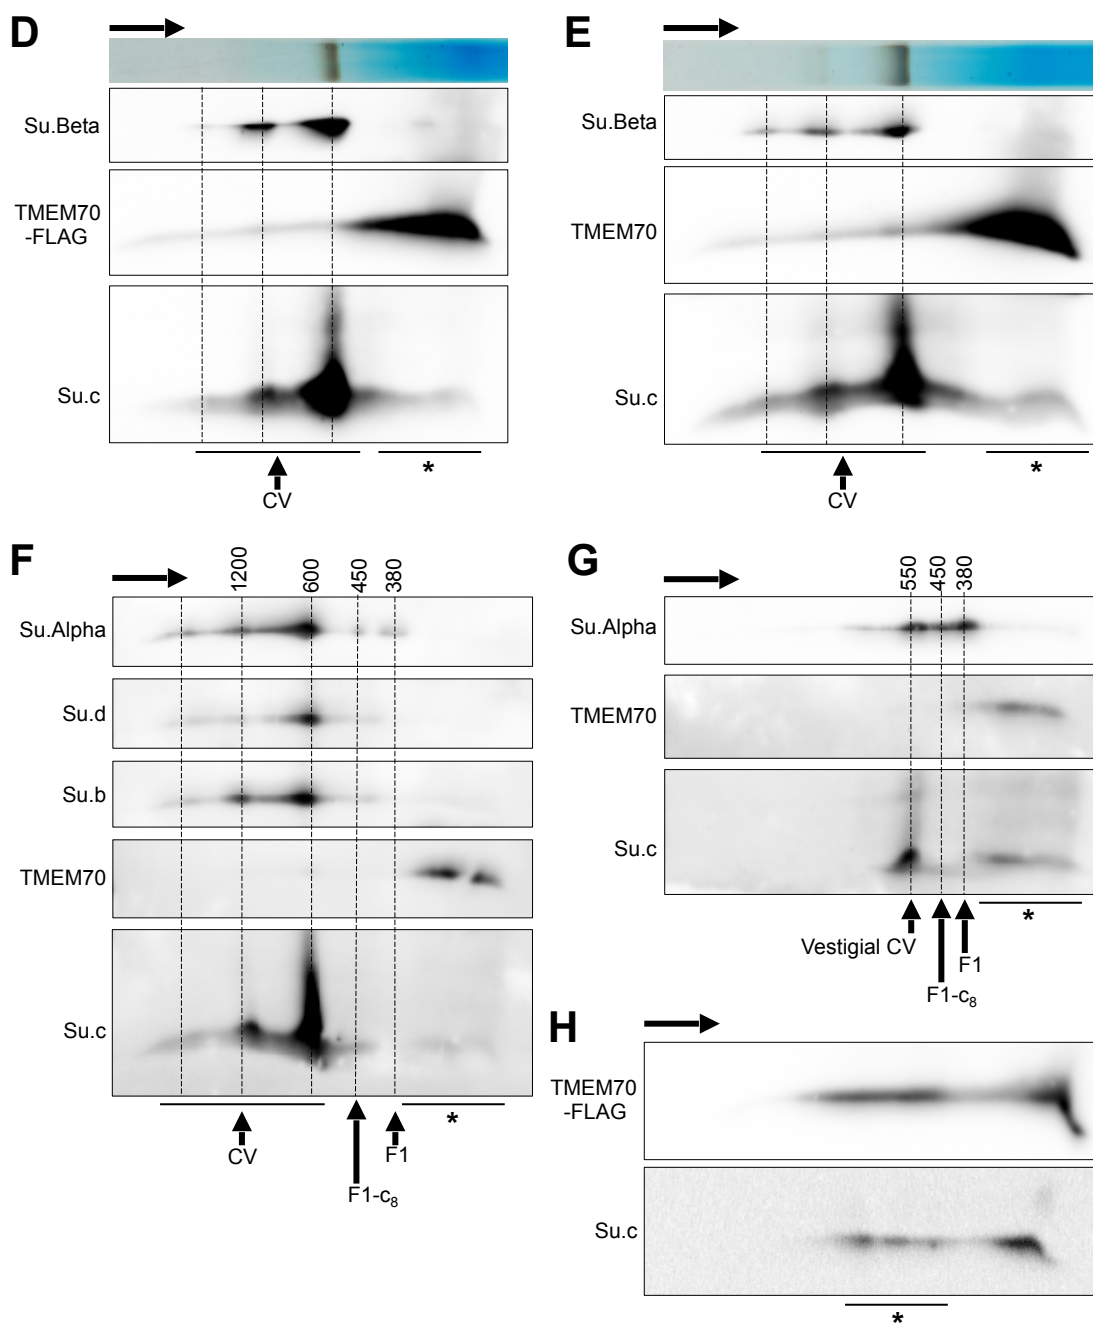 D
Su.Beta
TMEM70
-FLAG
Su.c
CV
*
E
Su.Beta
TMEM70
Su.c
CV
*
F
1200
600
450
380
Su.Alpha
Su.d
Su.b
TMEM70
Su.c
CV
F1-c₈
F1
*
G
550
450
380
Su.Alpha
TMEM70
Su.c
Vestigial CV
F1-c₈
F1
*
H
TMEM70
-FLAG
Su.c
*